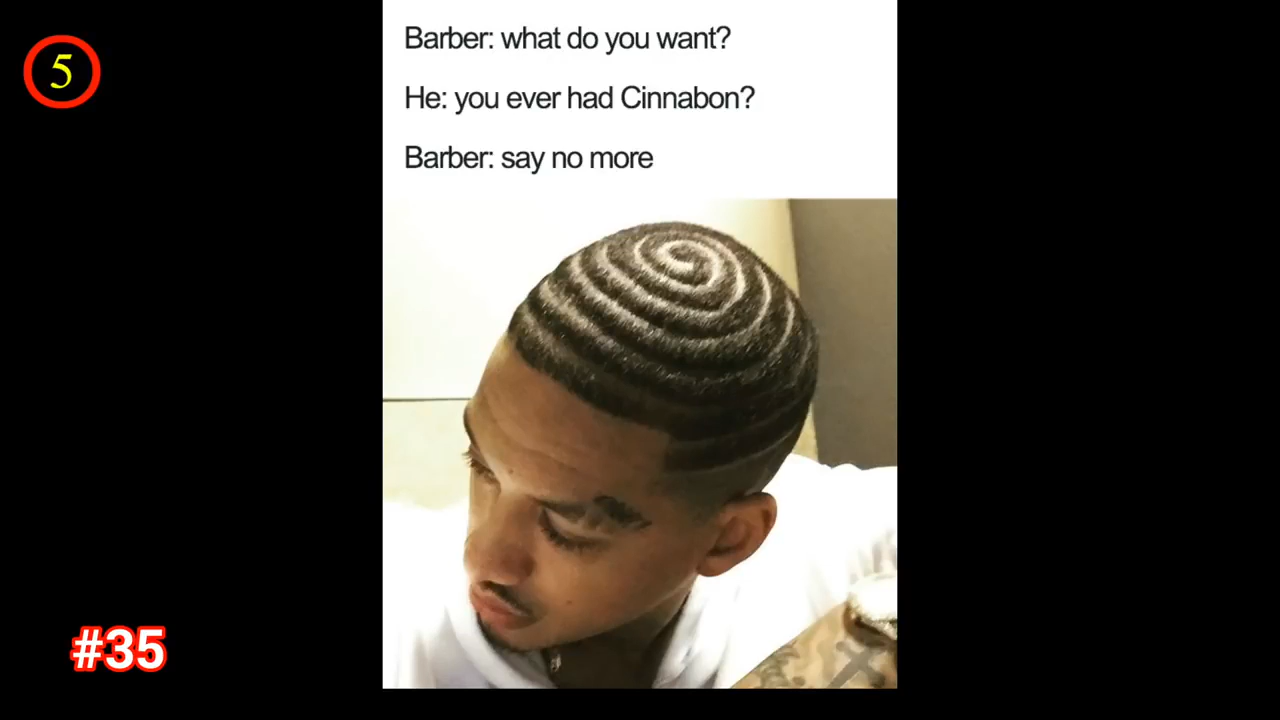 5
Barber: what do you want?
He: you ever had Cinnabon?
Barber: say no more
#35